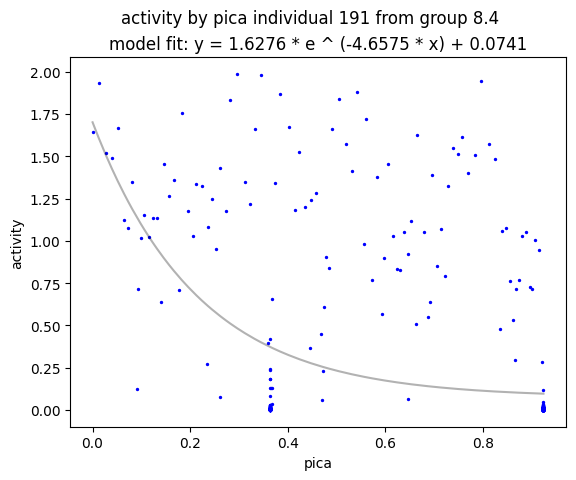 activity by pica individual 191 from group 8.4
model fit: y = 1.6276 * e ^ (-4.6575 * x) + 0.0741
2.00
1.75
1.50
1.25
1.00
0.75
0.50
0.25
0.00
activity
0.0 0.2 0.4 0.6 0.8
pica